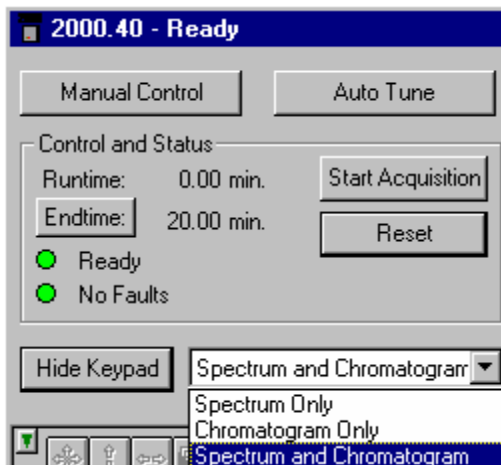 2000.40 - Ready
Manual Control Auto Tune
Control and Status
Runtime: 0.00 min. Start Acquisition
Endtime: 20.00 min. Reset
Ready
No Faults
Hide Keypad Spectrum and Chromatogram
Spectrum Only
Chromatogram Only
Spectrum and Chromatogram